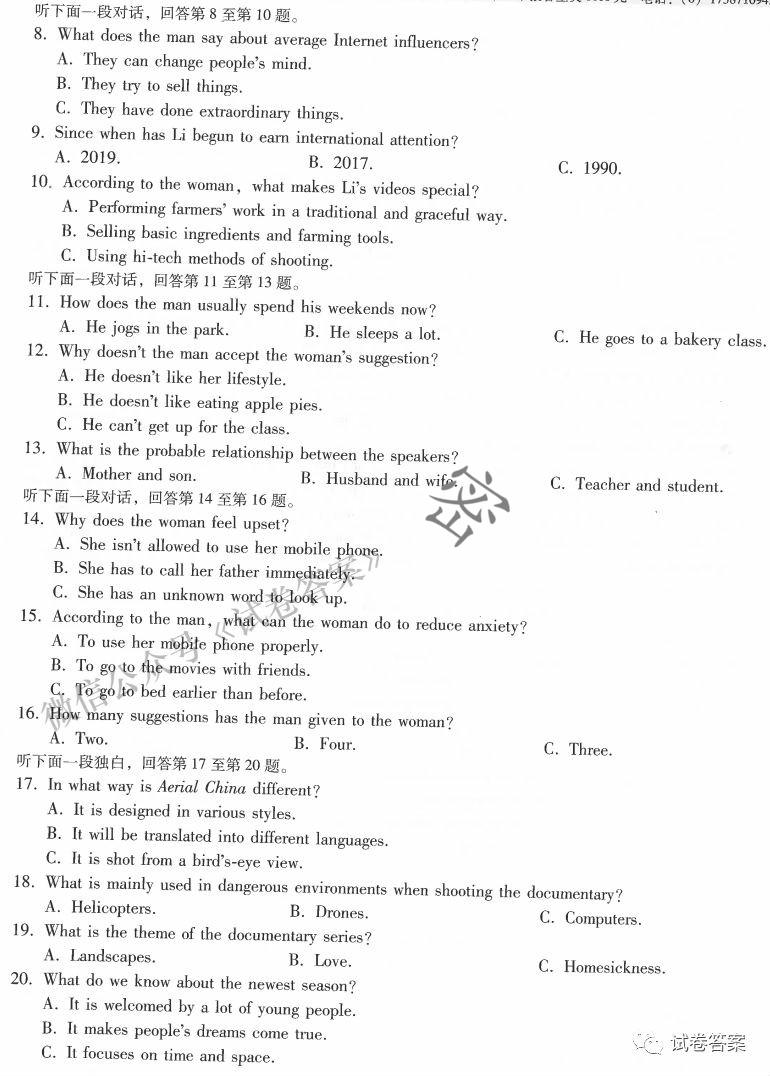 听下面一段对话，回答第 8 至第 10 题。
8. What does the man say about average Internet influencers?
A. They can change people's mind.
B. They try to sell things.
C. They have done extraordinary things.
9. Since when has Li begun to earn international attention?
A. 2019. B. 2017. C. 1990.
10. According to the woman, what makes Li's videos special?
A. Performing farmers' work in a traditional and graceful way.
B. Selling basic ingredients and farming tools.
C. Using hi-tech methods of shooting.
听下面一段对话，回答第 11 至第 13 题。
11. How does the man usually spend his weekends now?
A. He jogs in the park. B. He sleeps a lot. C. He goes to a bakery class.
12. Why doesn't the man accept the woman's suggestion?
A. He doesn't like her lifestyle.
B. He doesn't like eating apple pies.
C. He can't get up for the class.
13. What is the probable relationship between the speakers?
A. Mother and son. B. Husband and wife. C. Teacher and student.
听下面一段对话，回答第 14 至第 16 题。
密
14. Why does the woman feel upset?
A. She isn't allowed to use her mobile phone.
B. She has to call her father immediately.
C. She has an unknown word to look up.
15. According to the man, what can the woman do to reduce anxiety?
A. To use her mobile phone properly.
B. To go to the movies with friends.
C. To go to bed earlier than before.
微信公众号《试卷答案》
16. How many suggestions has the man given to the woman?
A. Two. B. Four. C. Three.
听下面一段独白，回答第 17 至第 20 题。
17. In what way is Aerial China different?
A. It is designed in various styles.
B. It will be translated into different languages.
C. It is shot from a bird's-eye view.
18. What is mainly used in dangerous environments when shooting the documentary?
A. Helicopters. B. Drones. C. Computers.
19. What is the theme of the documentary series?
A. Landscapes. B. Love. C. Homesickness.
20. What do we know about the newest season?
A. It is welcomed by a lot of young people.
B. It makes people's dreams come true.
C. It focuses on time and space.
试卷答案